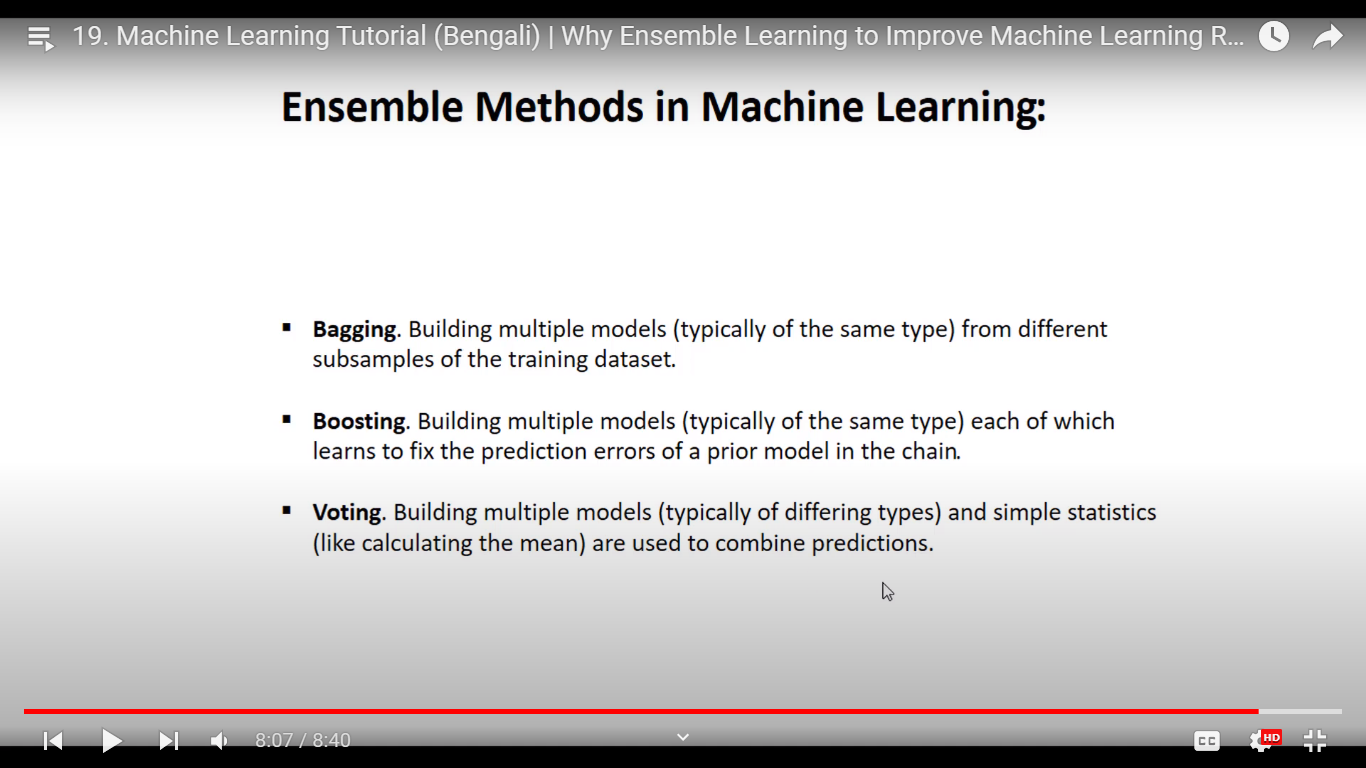 19. Machine Learning Tutorial (Bengali) | Why Ensemble Learning to Improve Machine Learning R...
Ensemble Methods in Machine Learning:
▪ Bagging. Building multiple models (typically of the same type) from different
subsamples of the training dataset.
▪ Boosting. Building multiple models (typically of the same type) each of which
learns to fix the prediction errors of a prior model in the chain.
▪ Voting. Building multiple models (typically of differing types) and simple statistics
(like calculating the mean) are used to combine predictions.
8:07 / 8:40
CC
HD